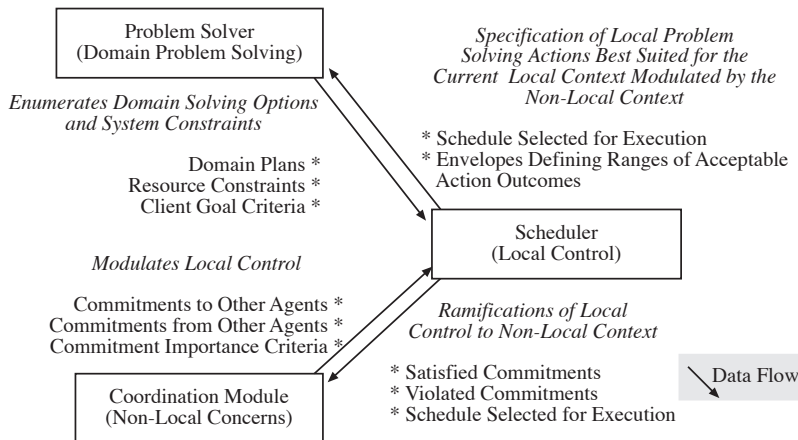 Problem Solver
(Domain Problem Solving)
Specification of Local Problem
Solving Actions Best Suited for the
Current Local Context Modulated by the
Non-Local Context
Enumerates Domain Solving Options
and System Constraints
* Schedule Selected for Execution
* Envelopes Defining Ranges of Acceptable
Action Outcomes
Domain Plans *
Resource Constraints *
Client Goal Criteria *
Scheduler
(Local Control)
Modulates Local Control
Commitments to Other Agents *
Commitments from Other Agents *
Commitment Importance Criteria *
Ramifications of Local
Control to Non-Local Context
* Satisfied Commitments
* Violated Commitments
* Schedule Selected for Execution
Coordination Module
(Non-Local Concerns)
Data Flow